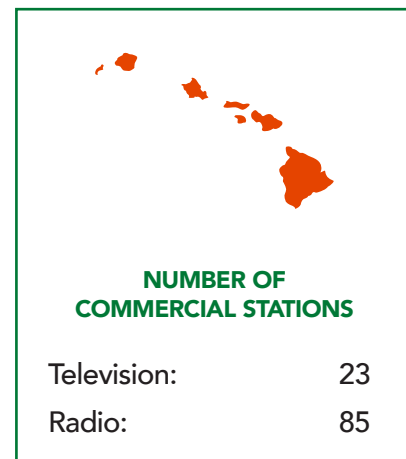 NUMBER OF
COMMERCIAL STATIONS
Television: 23
Radio: 85